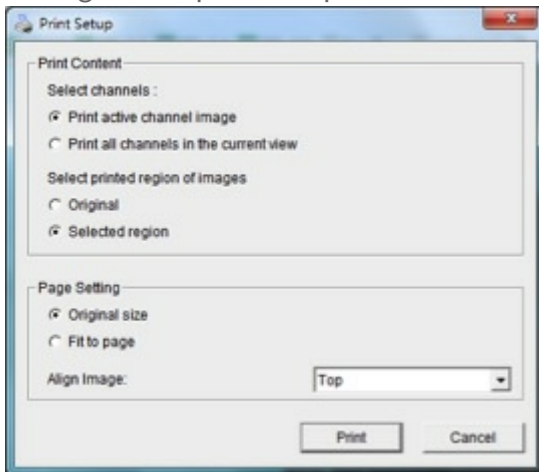 Print Setup
Print Content
Select channels :
Print active channel image
Print all channels in the current view
Select printed region of images
Original
Selected region
Page Setting
Original size
Fit to page
Align Image: Top
Print Cancel